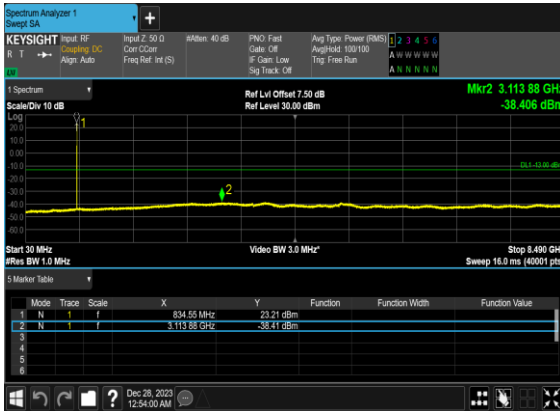 Spectrum Analyzer 1
Swept SA
+
KEYSIGHT Input: RF Input Z: 50 Ω #Atten: 40 dB PNO: Fast Avg Type: Power (RMS) 1 2 3 4 5 6
R T Coupling: DC Corr CCorr Gate: Off Avg|Hold: 100/100 A W W W W W
Align: Auto Freq Ref: Int (S) IF Gain: Low Trig: Free Run
Sig Track: Off A N N N N N
1 Spectrum
Ref Lvl Offset 7.50 dB Mkr2 3.113 88 GHz
Scale/Div 10 dB Ref Level 30.00 dBm -38.406 dBm
Log
20.0
10.0
0.00
-10.0
DL1 -13.00 dBm
-20.0
-30.0
-40.0
-50.0
-60.0
1
2
Start 30 MHz Video BW 3.0 MHz* Stop 8.490 GHz
#Res BW 1.0 MHz Sweep 16.0 ms (40001 pts)
5 Marker Table
Mode Trace Scale X Y Function Function Width Function Value
1 N 1 f 834.55 MHz 23.21 dBm
2 N 1 f 3.113 88 GHz -38.41 dBm
3
4
5
6
? Dec 28, 2023
12:54:00 AM